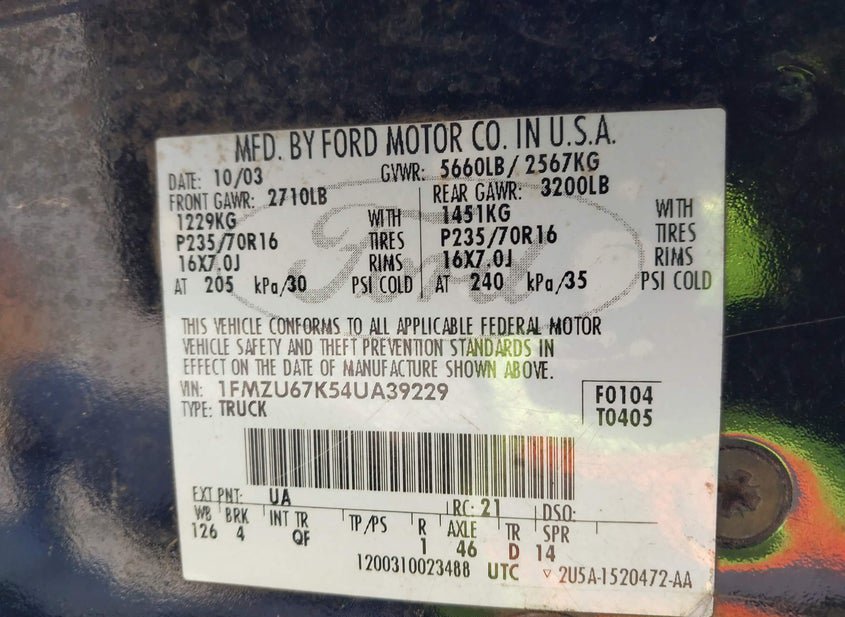 MFD. BY FORD MOTOR CO. IN U.S.A.
DATE: 10/03 GVWR: 5660LB/2567KG
FRONT GAWR: 2710LB REAR GAWR: 3200LB
1229KG WITH 1451KG WITH
P235/70R16 TIRES P235/70R16 TIRES
16X7.0J RIMS 16X7.0J RIMS
AT 205 kPa/30 PSI COLD AT 240 kPa/35 PSI COLD
Ford
THIS VEHICLE CONFORMS TO ALL APPLICABLE FEDERAL MOTOR
VEHICLE SAFETY AND THEFT PREVENTION STANDARDS IN
EFFECT ON THE DATE OF MANUFACTURE SHOWN ABOVE.
VIN: 1FMZU67K54UA39229 F0104
TYPE: TRUCK T0405
EXT PNT: UA RC: 21 DSO:
WB BRK INT TR TP/PS R AXLE TR SPR
126 4 QF 1 46 D 14
1200310023488 UTC ▽ 2U5A-1520472-AA